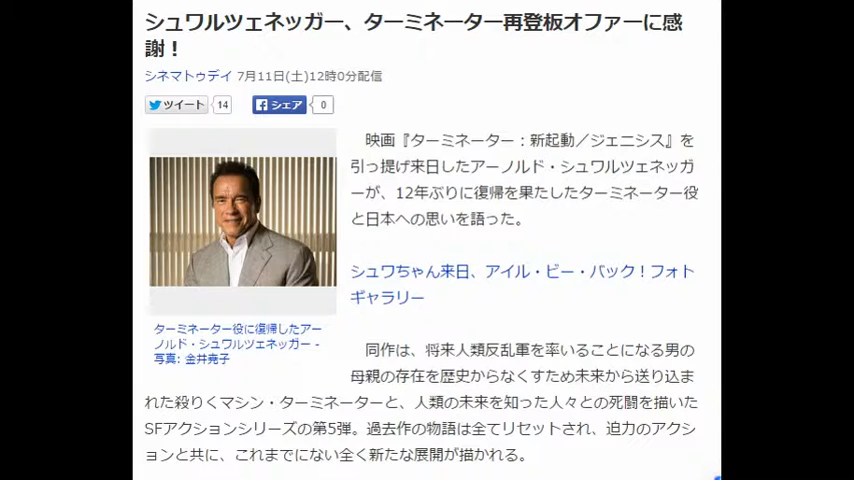 シュワルツェネッガー、ターミネーター再登板オファーに感
謝！
シネマトゥデイ 7月11日(土)12時0分配信
ツイート 14 シェア 0
映画『ターミネーター：新起動／ジェニシス』を
引っ提げ来日したアーノルド・シュワルツェネッガ
ーが、12年ぶりに復帰を果たしたターミネーター役
と日本への思いを語った。
シュワちゃん来日、アイル・ビー・バック！フォト
ギャラリー
ターミネーター役に復帰したアー
ノルド・シュワルツェネッガー -
写真: 金井尭子
同作は、将来人類反乱軍を率いることになる男の
母親の存在を歴史からなくすため未来から送り込ま
れた殺りくマシン・ターミネーターと、人類の未来を知った人々との死闘を描いた
SFアクションシリーズの第5弾。過去作の物語は全てリセットされ、迫力のアクシ
ョンと共に、これまでにない全く新たな展開が描かれる。